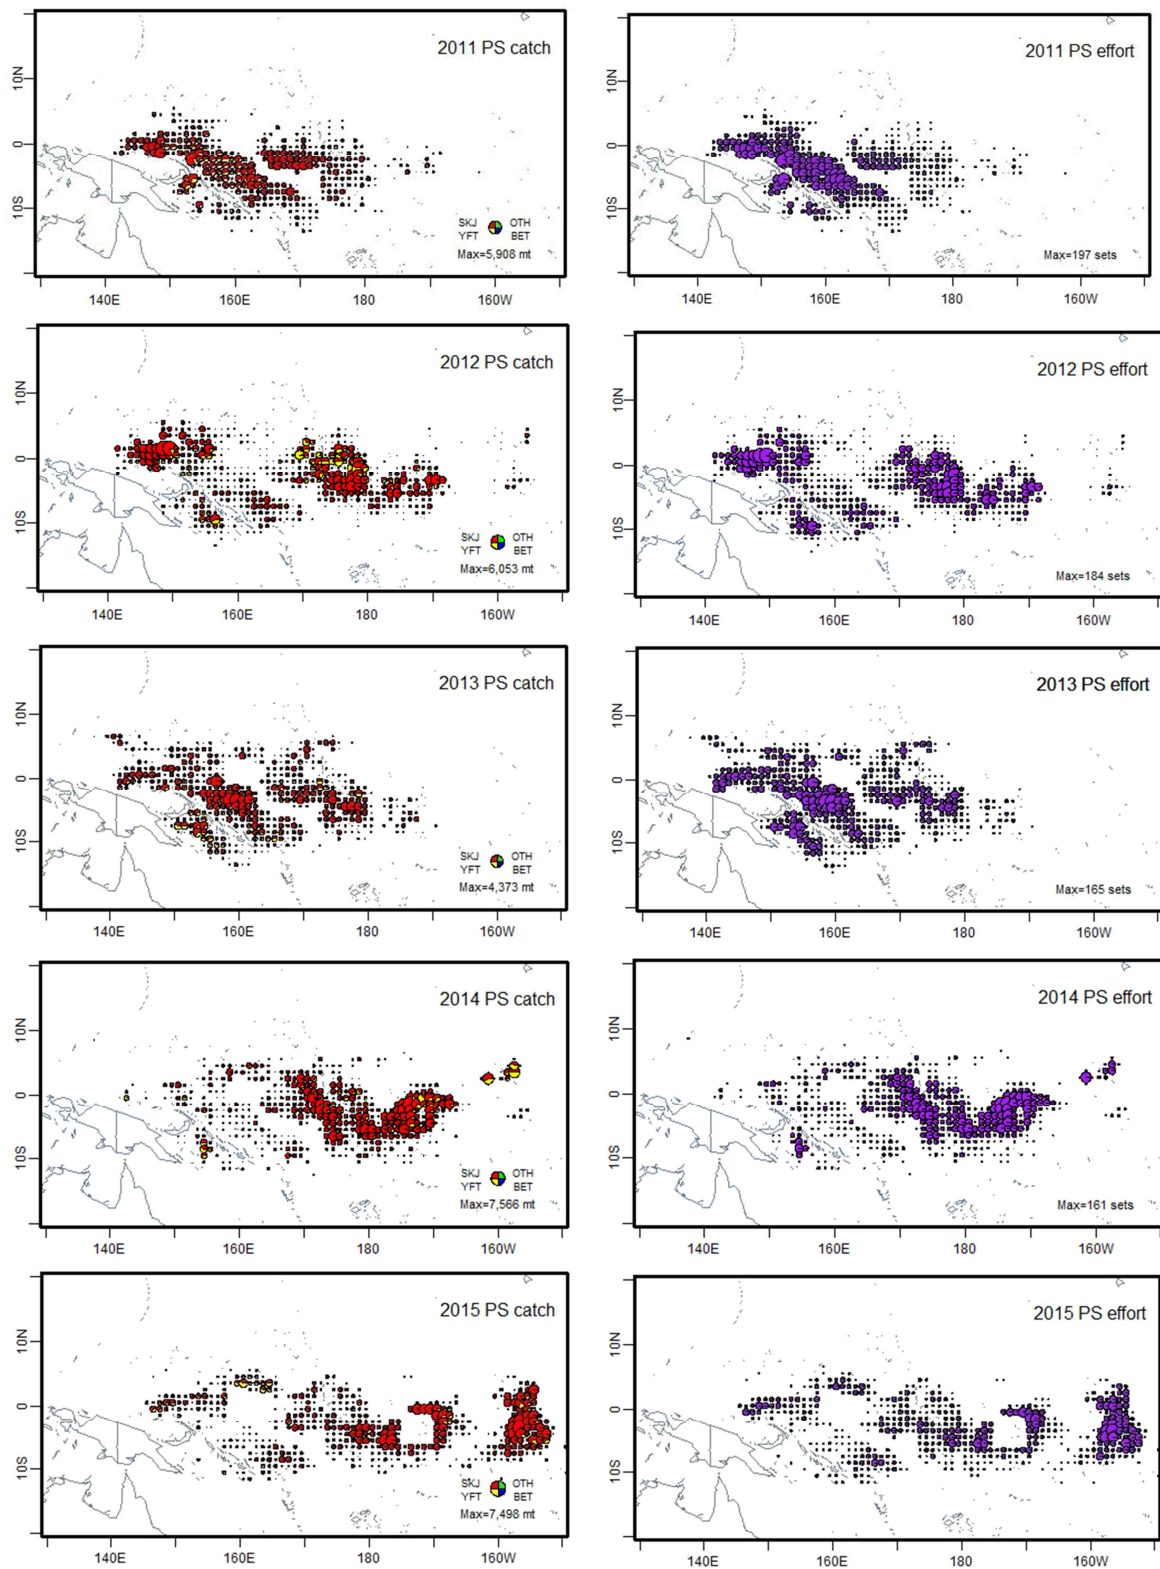 2011 PS catch
10N
0
10S
SKJ OTH
YFT BET
Max=5,908 mt
140E 160E 180 160W
2011 PS effort
10N
0
10S
Max=197 sets
140E 160E 180 160W
2012 PS catch
10N
0
10S
SKJ OTH
YFT BET
Max=6,053 mt
140E 160E 180 160W
2012 PS effort
10N
0
10S
Max=184 sets
140E 160E 180 160W
2013 PS catch
10N
0
10S
SKJ OTH
YFT BET
Max=4,373 mt
140E 160E 180 160W
2013 PS effort
10N
0
10S
Max=165 sets
140E 160E 180 160W
2014 PS catch
10N
0
10S
SKJ OTH
YFT BET
Max=7,566 mt
140E 160E 180 160W
2014 PS effort
10N
0
10S
Max=161 sets
140E 160E 180 160W
2015 PS catch
10N
0
10S
SKJ OTH
YFT BET
Max=7,498 mt
140E 160E 180 160W
2015 PS effort
10N
0
10S
140E 160E 180 160W